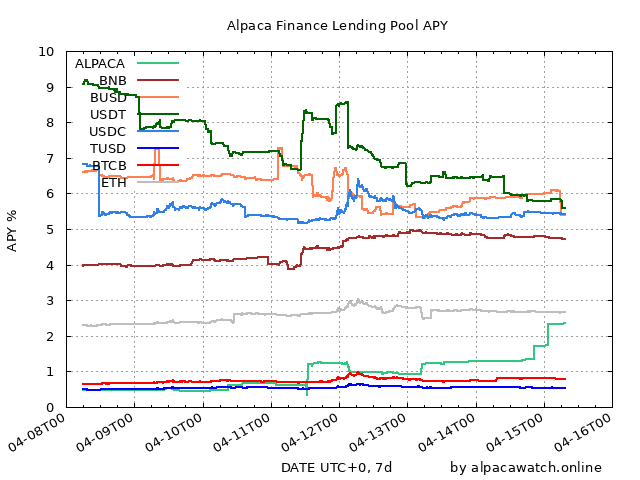 Alpaca Finance Lending Pool APY
10
9
8
7
6
5
4
3
2
1
0
APY %
ALPACA
BNB
BUSD
USDT
USDC
TUSD
BTCB
ETH
04-08T00
04-09T00
04-10T00
04-11T00
04-12T00
04-13T00
04-14T00
04-15T00
04-16T00
DATE UTC+0, 7d
by alpacawatch.online